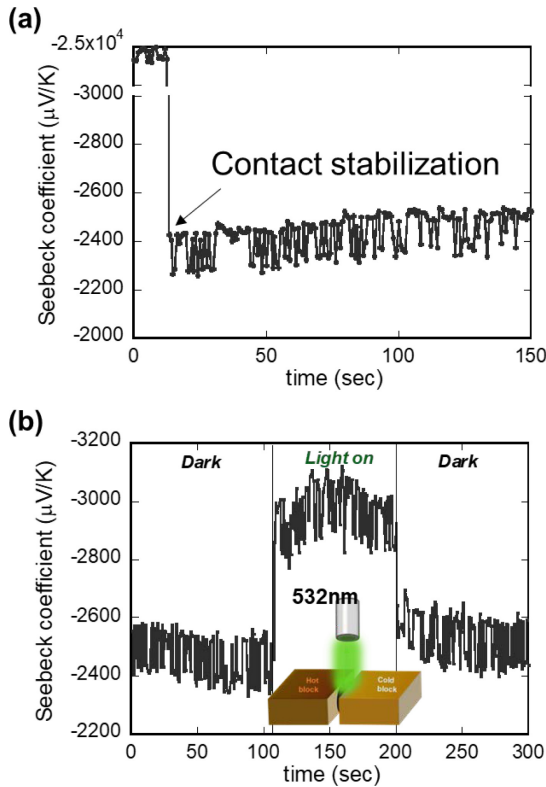 (a)
-2.5x10⁴
-3000
-2800
-2600
-2400
-2200
-2000
Seebeck coefficient (μV/K)
Contact stabilization
0 50 100 150
time (sec)
(b)
-3200
-3000
-2800
-2600
-2400
-2200
Seebeck coefficient (μV/K)
Dark Light on Dark
532nm
Hot
block
Cold
block
0 50 100 150 200 250 300
time (sec)